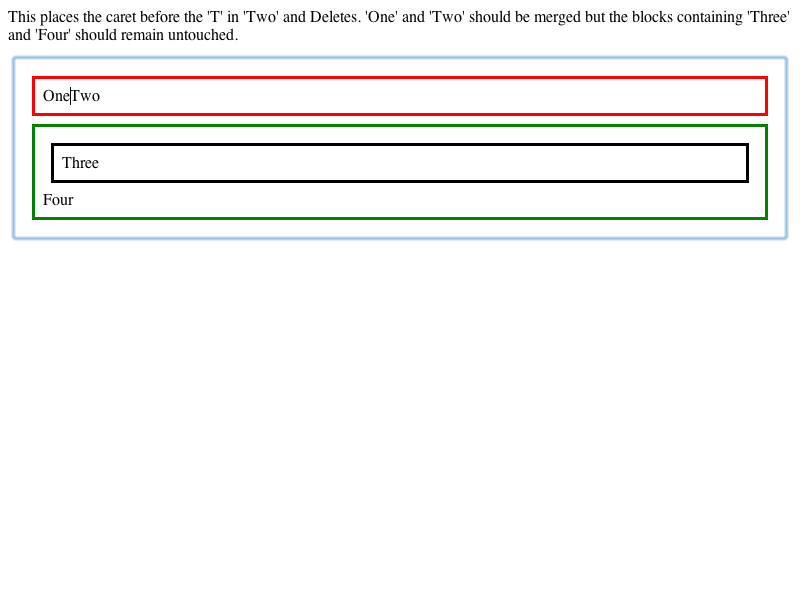 This places the caret before the 'T' in 'Two' and Deletes. 'One' and 'Two' should be merged but the blocks containing 'Three'
and 'Four' should remain untouched.
OneTwo
Three
Four